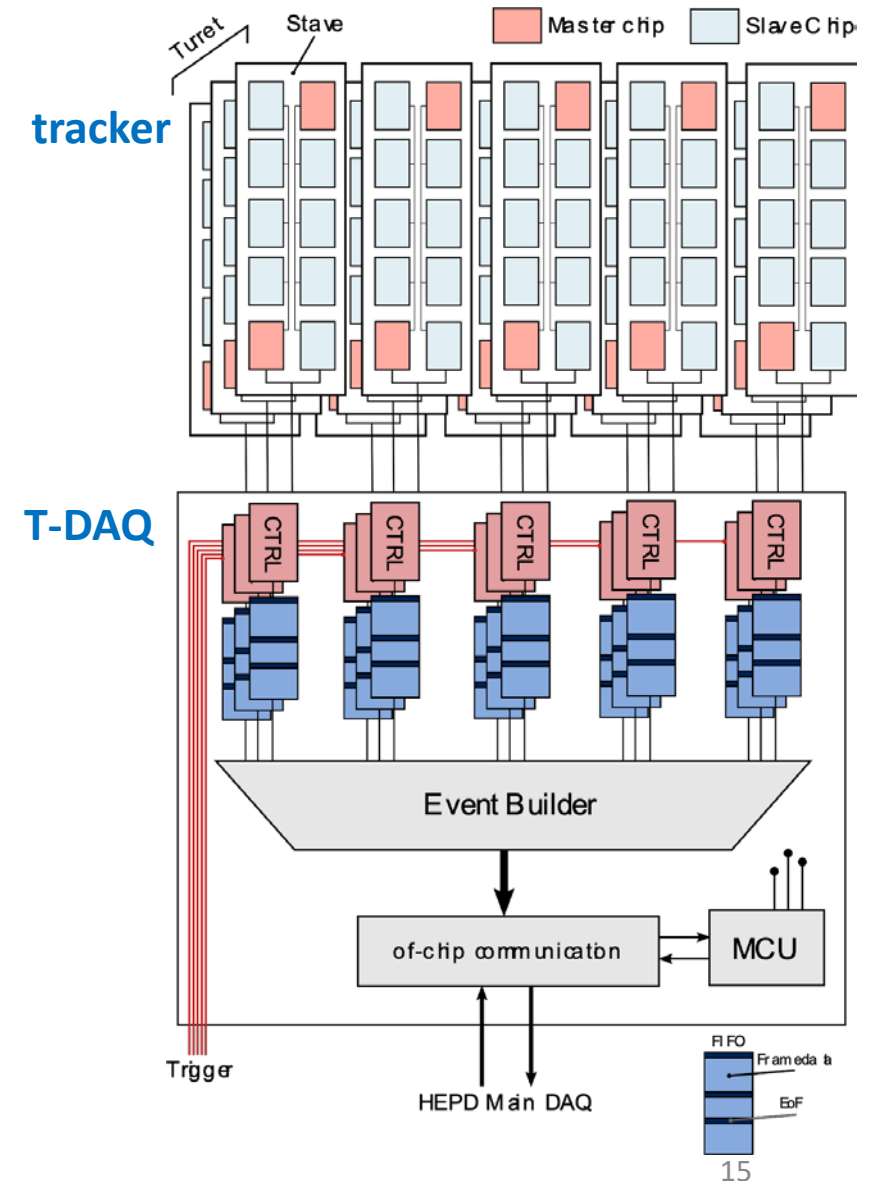 Turet
Stave
Master chip
Slave Chip
tracker
T-DAQ
CTRL
CTRL
CTRL
CTRL
CTRL
Event Builder
of-chip communication
MCU
Trigger
HEPD Main DAQ
FIFO
Frame data
EoF
15